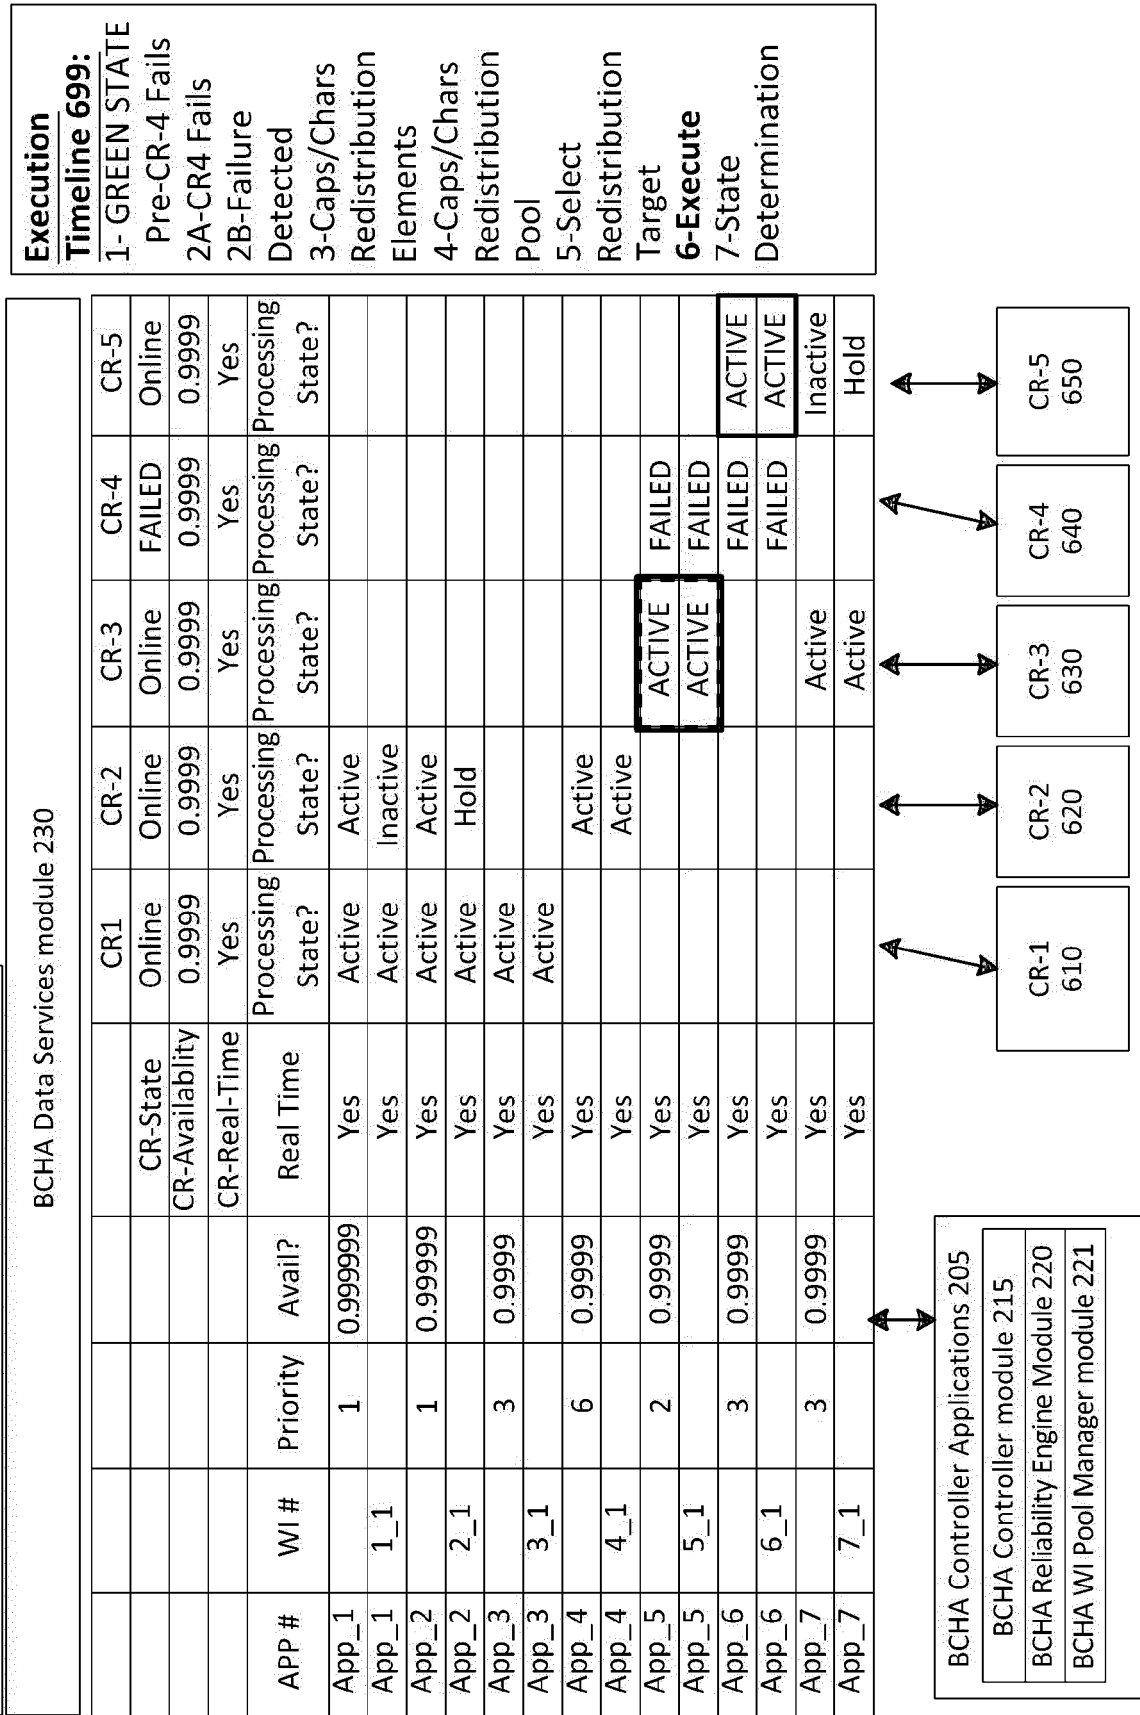 BCHA Data Services module 230
CR1 CR-2 CR-3 CR-4 CR-5
CR-State Online Online Online FAILED Online
CR-Availablity 0.9999 0.9999 0.9999 0.9999 0.9999
CR-Real-Time Yes Yes Yes Yes Yes
APP # WI # Priority Avail? Real Time Processing State? Processing State? Processing State? Processing State? Processing State?
App_1 1 0.999999 Yes Active Active
App_1 1_1 Yes Active Inactive
App_2 1 0.99999 Yes Active Active
App_2 2_1 Yes Active Hold
App_3 3 0.9999 Yes Active
App_3 3_1 Yes Active
App_4 6 0.9999 Yes Active
App_4 4_1 Yes Active
App_5 2 0.9999 Yes ACTIVE FAILED
App_5 5_1 Yes ACTIVE FAILED
App_6 3 0.9999 Yes FAILED ACTIVE
App_6 6_1 Yes FAILED ACTIVE
App_7 3 0.9999 Yes Active Inactive
App_7 7_1 Yes Active Hold
Execution
Timeline 699:
1- GREEN STATE
Pre-CR-4 Fails
2A-CR4 Fails
2B-Failure
Detected
3-Caps/Chars
Redistribution
Elements
4-Caps/Chars
Redistribution
Pool
5-Select
Redistribution
Target
6-Execute
7-State
Determination
BCHA Controller Applications 205
BCHA Controller module 215
BCHA Reliability Engine Module 220
BCHA WI Pool Manager module 221
CR-1
610
CR-2
620
CR-3
630
CR-4
640
CR-5
650